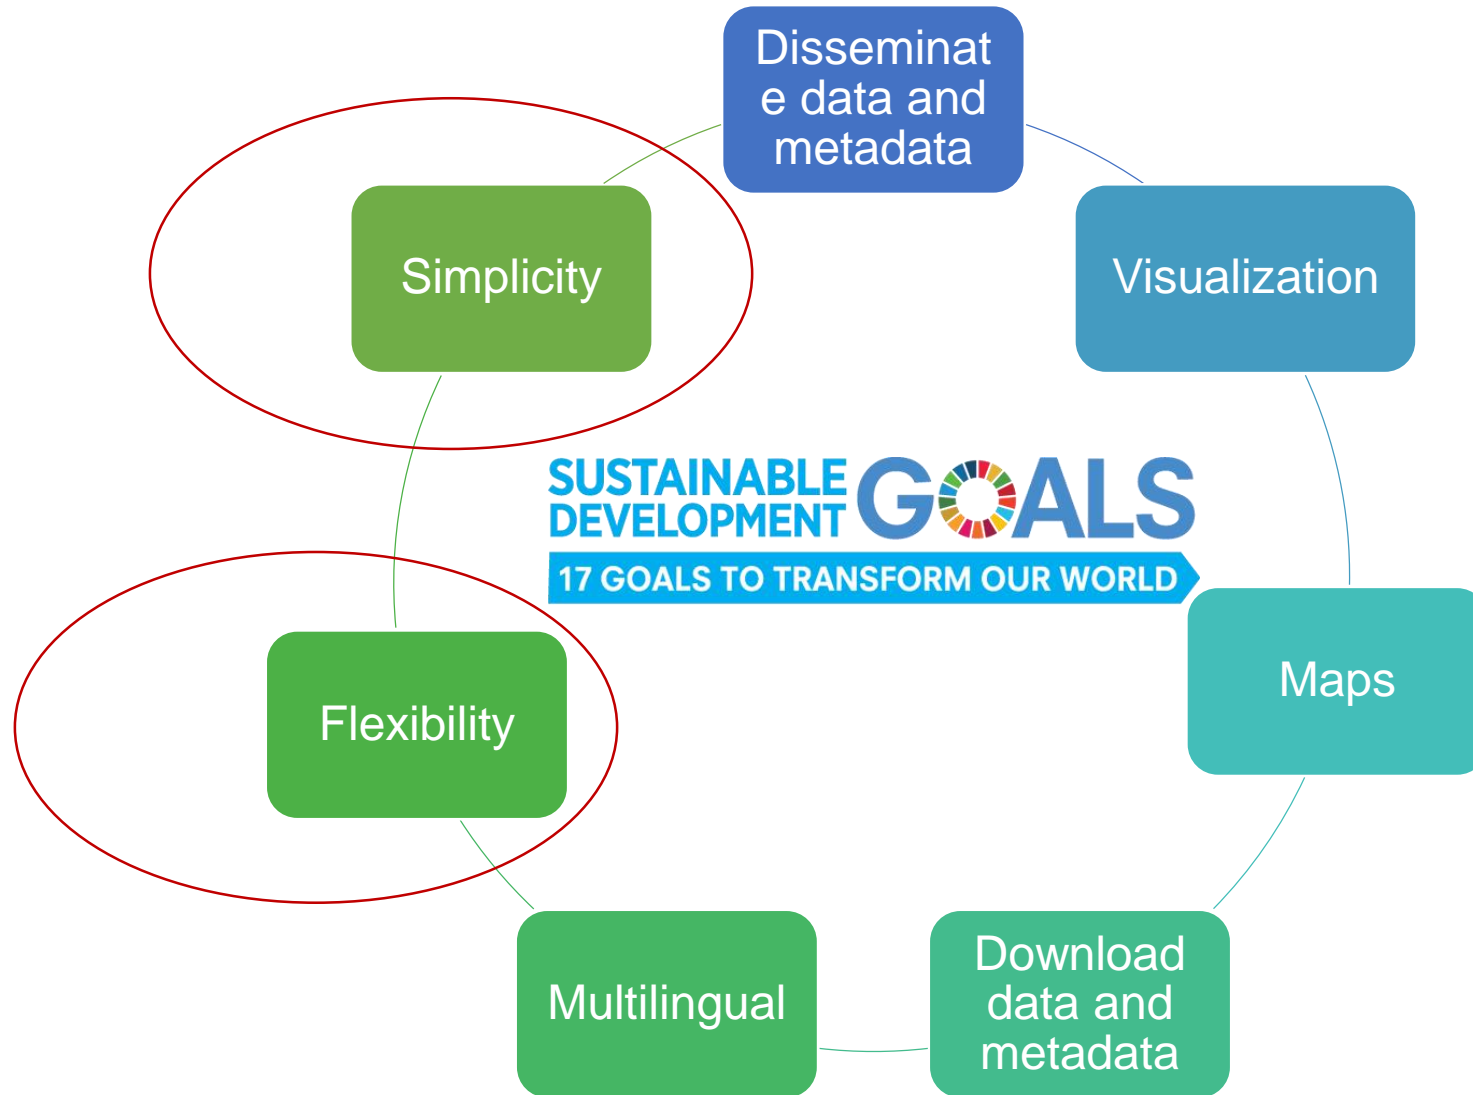 Disseminat
e data and
metadata
Simplicity
Visualization
SUSTAINABLE
DEVELOPMENT
GOALS
17 GOALS TO TRANSFORM OUR WORLD
Maps
Flexibility
Multilingual
Download
data and
metadata